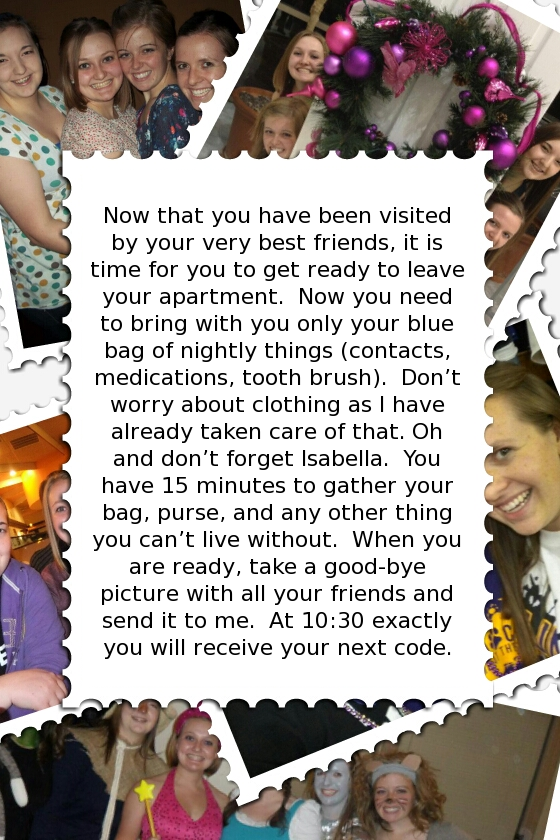 Now that you have been visited
by your very best friends, it is
time for you to get ready to leave
your apartment.  Now you need
to bring with you only your blue
bag of nightly things (contacts,
medications, tooth brush).  Don’t
worry about clothing as I have
already taken care of that. Oh
and don’t forget Isabella.  You
have 15 minutes to gather your
bag, purse, and any other thing
you can’t live without.  When you
are ready, take a good-bye
picture with all your friends and
send it to me.  At 10:30 exactly
you will receive your next code.